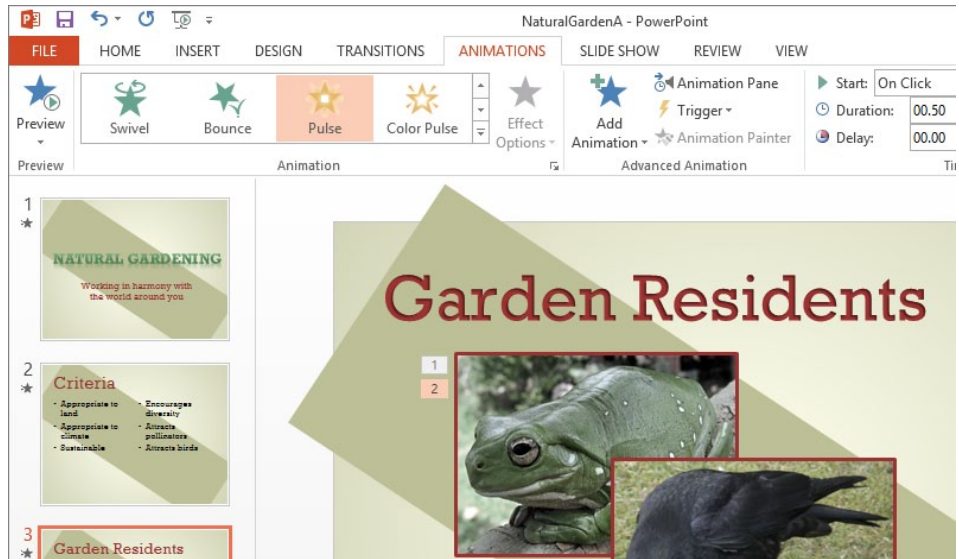 NaturalGardenA - PowerPoint
FILE HOME INSERT DESIGN TRANSITIONS ANIMATIONS SLIDE SHOW REVIEW VIEW
Preview
Swivel Bounce Pulse Color Pulse
Effect
Options
Add
Animation
Animation Pane
Trigger
Animation Painter
Start: On Click
Duration: 00.50
Delay: 00.00
Preview Animation Advanced Animation
1
NATURAL GARDENING
Working in harmony with
the world around you
2
Criteria
- Appropriate to
land
- Appropriate to
climate
- Sustainable
- Encourages
diversity
- Attracts
pollinators
- Attracts birds
3
Garden Residents
Garden Residents
1
2